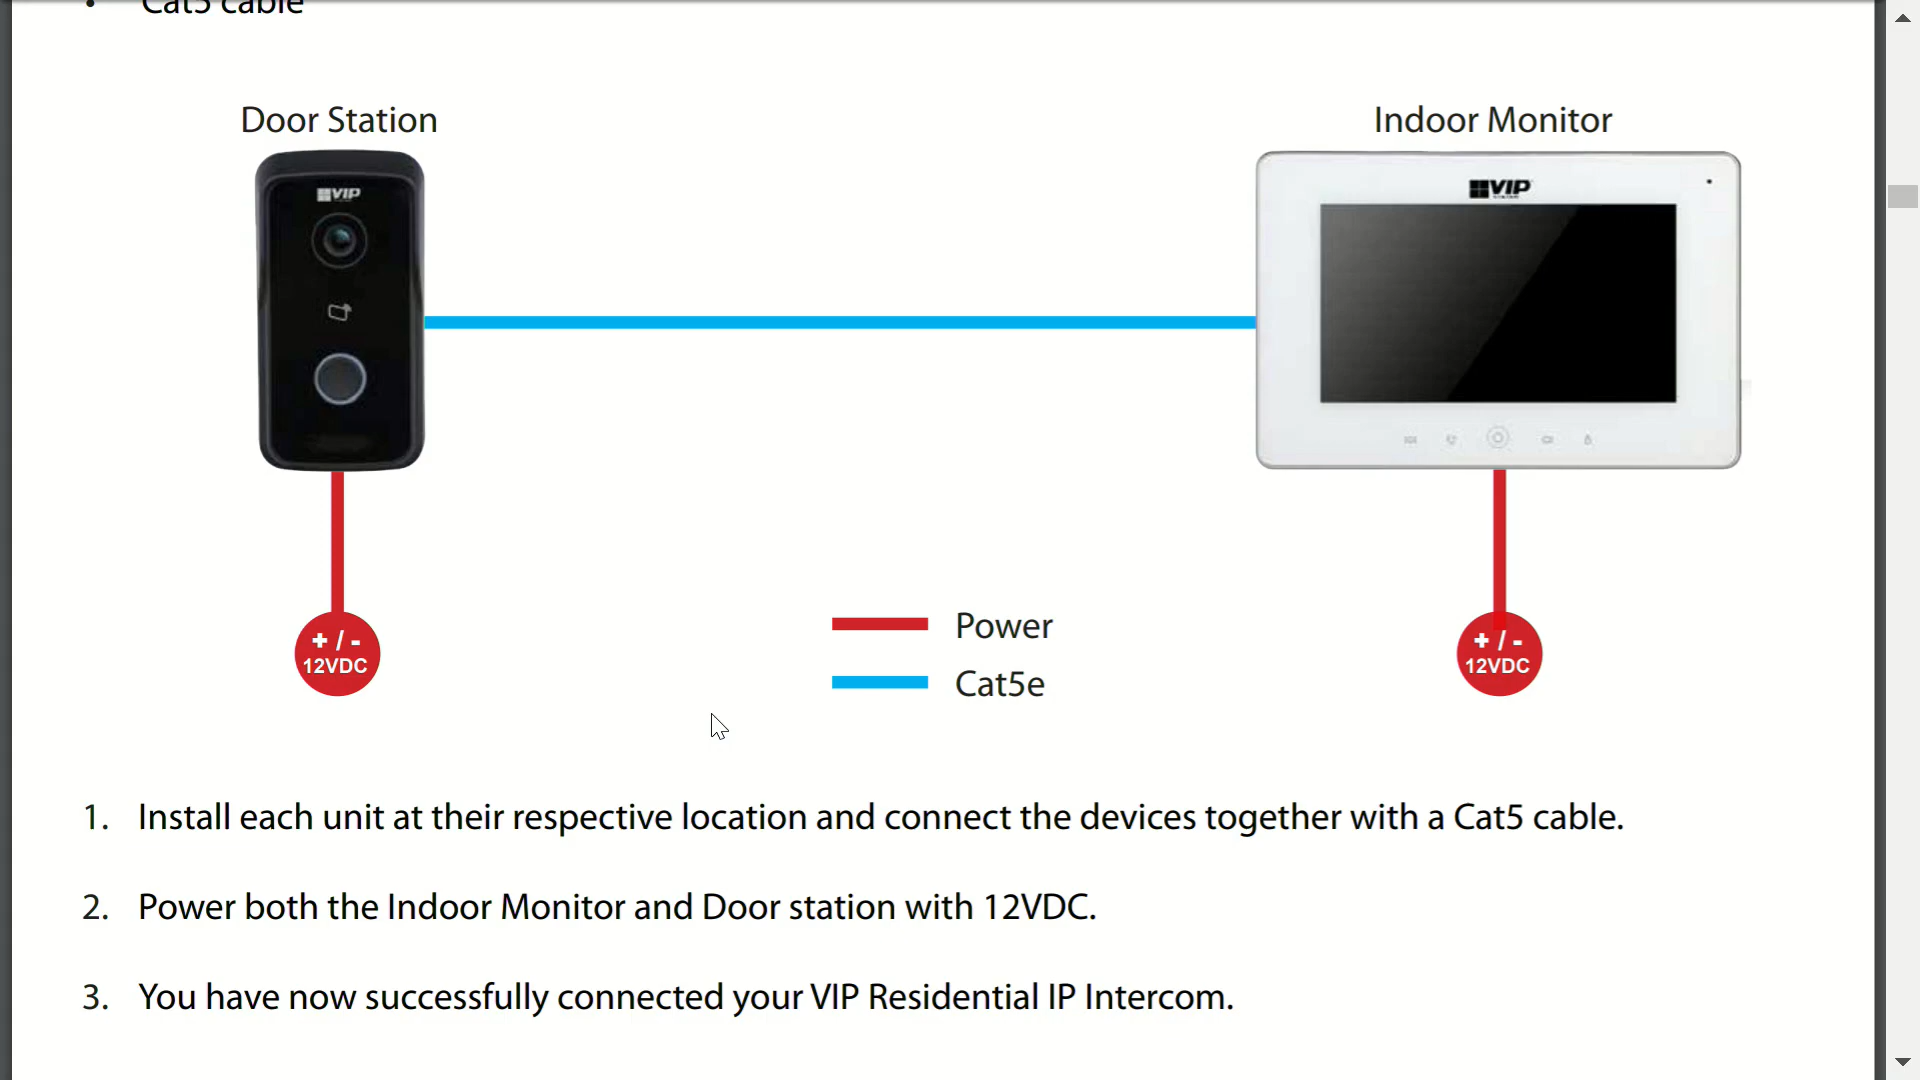 • Cat5 cable
Door Station
Indoor Monitor
VIP
VIP
Power
Cat5e
+ / -
12VDC
+ / -
12VDC
1. Install each unit at their respective location and connect the devices together with a Cat5 cable.
2. Power both the Indoor Monitor and Door station with 12VDC.
3. You have now successfully connected your VIP Residential IP Intercom.